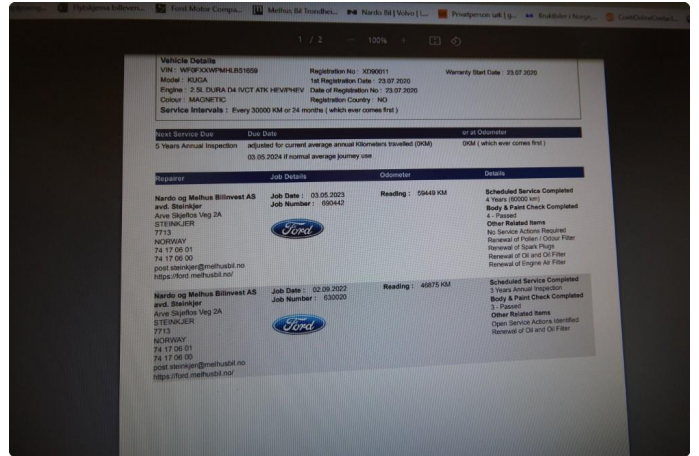 Ford Motor Compa...
Melhus Bil Trondhei...
Nardo Bil | Volvo | L...
Privatperson
1 / 2 — 100% +
Vehicle Details
VIN : WF0FXXWPMHLB51659
Registration No : XD90011
Warranty Start Date : 23.07.2020
Model : KUGA
1st Registration Date : 23.07.2020
Engine : 2.5L DURA D4 IVCT ATK HEV/PHEV
Date of Registration No : 23.07.2020
Colour : MAGNETIC
Registration Country : NO
Service Intervals : Every 30000 KM or 24 months ( which ever comes first )
Next Service Due
Due Date
or at Odometer
5 Years Annual Inspection
adjusted for current average annual Kilometers travelled (0KM)
0KM ( which ever comes first )
03.05.2024 if normal average journey use
Repairer
Job Details
Odometer
Details
Nardo og Melhus Bilinvest AS
avd. Steinkjer
Arve Skjeflos Veg 2A
STEINKJER
7713
NORWAY
74 17 06 01
74 17 06 00
post.steinkjer@melhusbil.no
https://ford.melhusbil.no/
Job Date : 03.05.2023
Job Number : 690442
Ford
Reading : 59449 KM
Scheduled Service Completed
4 Years (60000 km)
Body & Paint Check Completed
4 - Passed
Other Related Items
No Service Actions Required
Renewal of Pollen / Odour Filter
Renewal of Spark Plugs
Renewal of Oil and Oil Filter
Renewal of Engine Air Filter
Nardo og Melhus Bilinvest AS
avd. Steinkjer
Arve Skjeflos Veg 2A
STEINKJER
7713
NORWAY
74 17 06 01
74 17 06 00
post.steinkjer@melhusbil.no
https://ford.melhusbil.no/
Job Date : 02.09.2022
Job Number : 630020
Ford
Reading : 46875 KM
Scheduled Service Completed
3 Years Annual Inspection
Body & Paint Check Completed
3 - Passed
Other Related Items
Open Service Actions Identified
Renewal of Oil and Oil Filter